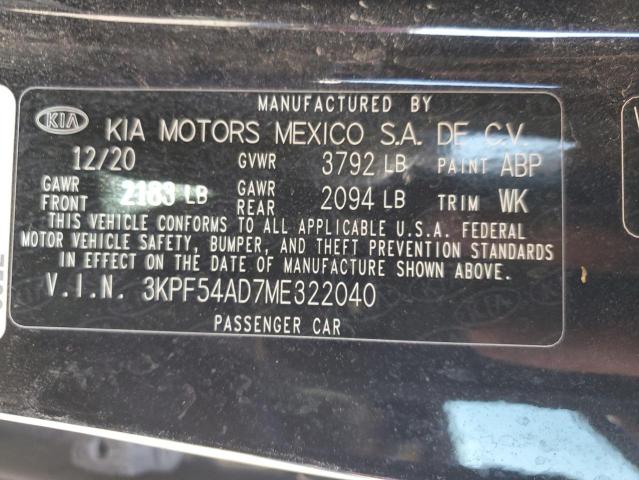 MANUFACTURED BY
KIA KIA MOTORS MEXICO S.A. DE C.V.
12/20 GVWR 3792 LB PAINT ABP
GAWR FRONT 2183 LB GAWR REAR 2094 LB TRIM WK
THIS VEHICLE CONFORMS TO ALL APPLICABLE U.S.A. FEDERAL
MOTOR VEHICLE SAFETY, BUMPER, AND THEFT PREVENTION STANDARDS
IN EFFECT ON THE DATE OF MANUFACTURE SHOWN ABOVE.
V.I.N. 3KPF54AD7ME322040
PASSENGER CAR